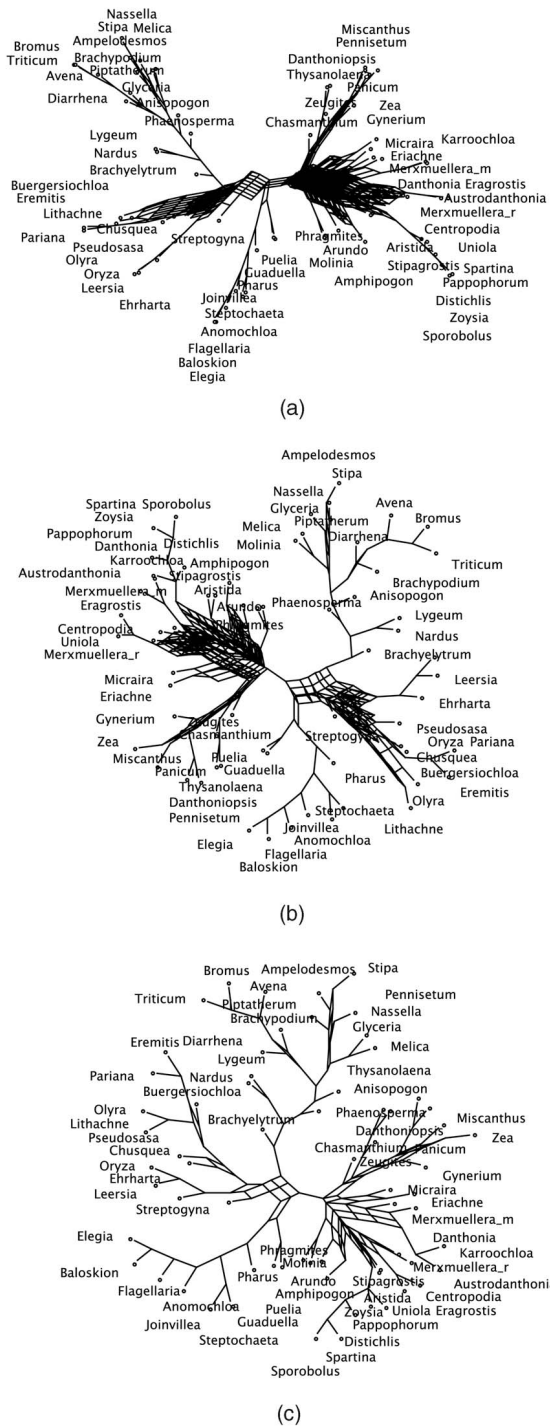 Nassella
Stipa Melica
Ampelodesmos
Bromus Brachypodium
Triticum Piptatherum
Avena Glyceria
Diarrhena Anisopogon
Phaenosperma
Lygeum
Nardus
Brachyelytrum
Buergersiochloa
Eremitis
Lithachne
Pariana Chusquea
Pseudosasa
Olyra
Oryza
Leersia
Ehrharta
Streptogyna
Miscanthus
Pennisetum
Danthoniopsis
Thysanolaena
Panicum
Zeugites Zea
Chasmanthium Gynerium
Micraira Karroochloa
Eriachne
Merxmuellera_m
Danthonia Eragrostis
Austrodanthonia
Merxmuellera_r
Phragmites Centropodia
Arundo Aristida Uniola
Molinia Stipagrostis Spartina
Amphipogon Pappophorum
Distichlis
Zoysia
Sporobolus
Puelia
Guaduella
Pharus
Joinvillea
Steptochaeta
Anomochloa
Flagellaria
Baloskion
Elegia
(a)
Ampelodesmos
Stipa
Nassella
Glyceria Avena
Piptatherum Bromus
Melica Diarrhena
Molinia
Triticum
Brachypodium
Phaenosperma Anisopogon
Lygeum
Nardus
Brachyelytrum
Leersia
Ehrharta
Spartina Sporobolus
Zoysia
Pappophorum
Danthonia Distichlis
Karroochloa Amphipogon
Austrodanthonia Stipagrostis
Merxmuellera_m Aristida
Eragrostis Arundo
Centropodia Phragmites
Uniola
Merxmuellera_r
Micraira
Eriachne
Gynerium Zeugites
Zea Chasmanthium
Miscanthus Puelia
Panicum Guaduella
Thysanolaena
Danthoniopsis
Pennisetum
Streptogyna
Pseudosasa
Oryza Pariana
Chusquea
Pharus Buergersiochloa
Eremitis
Olyra
Lithachne
Steptochaeta
Joinvillea Anomochloa
Elegia Flagellaria
Baloskion
(b)
Bromus Ampelodesmos Stipa
Avena
Triticum Piptatherum Pennisetum
Brachypodium Nassella
Eremitis Diarrhena Glyceria
Lygeum Melica
Pariana Nardus Thysanolaena
Buergersiochloa Anisopogon
Olyra Brachyelytrum Phaenosperma Miscanthus
Lithachne Danthoniopsis Zea
Pseudosasa Chasmanthium Panicum
Chusquea Zeugites
Oryza Gynerium
Ehrharta Micraira
Leersia Eriachne
Streptogyna Merxmuellera_m
Danthonia
Elegia Phragmites Karroochloa
Baloskion Pharus Molinia Merxmuellera_r
Flagellaria Arundo Stipagrostis Austrodanthonia
Anomochloa Amphipogon Aristida Centropodia
Joinvillea Puelia Zoysia Uniola Eragrostis
Guaduella Pappophorum
Steptochaeta Distichlis
Spartina
Sporobolus
(c)